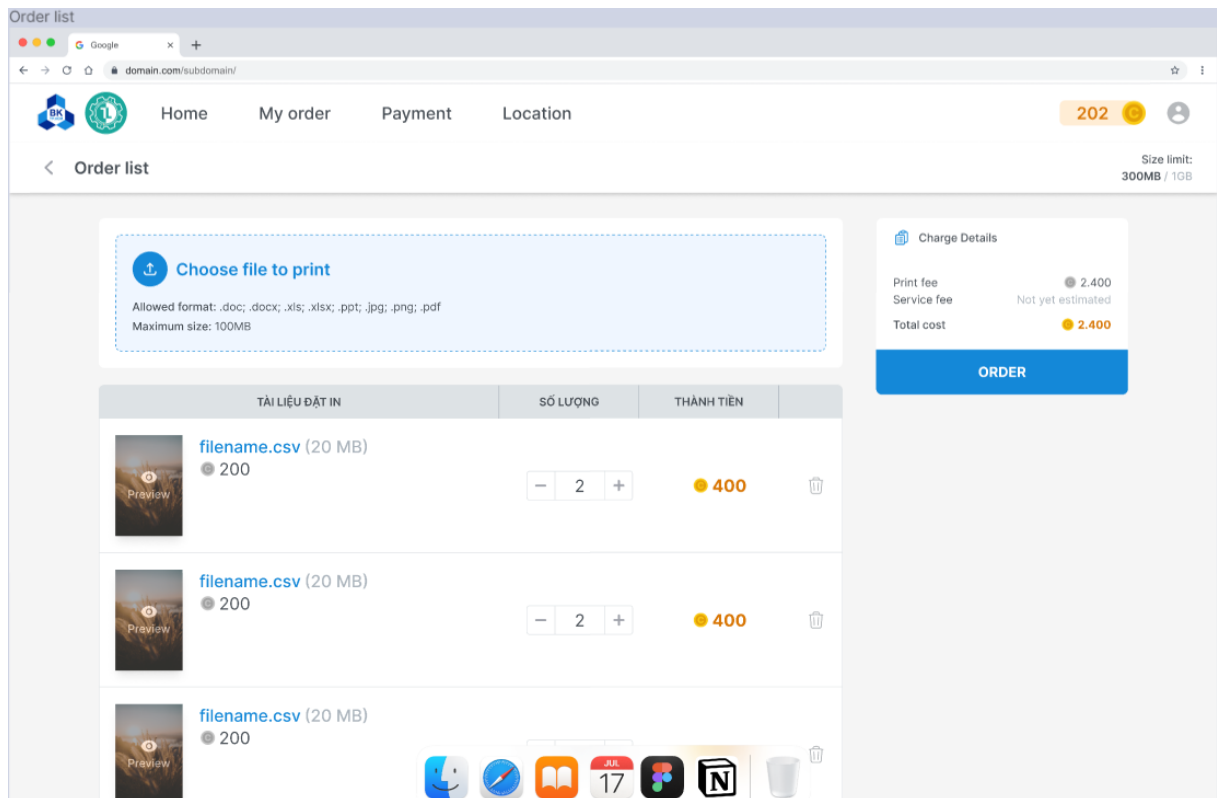 Order list
Google
domain.com/subdomain/
BK
Home My order Payment Location 202
Order list
Size limit:
300MB / 1GB
Choose file to print
Allowed format: .doc; .docx; .xls; .xlsx; .ppt; .jpg; .png; .pdf
Maximum size: 100MB
Charge Details
Print fee 2.400
Service fee Not yet estimated
Total cost 2.400
ORDER
TÀI LIỆU ĐẶT IN SỐ LƯỢNG THÀNH TIỀN
filename.csv (20 MB)
200
Preview
2 400
filename.csv (20 MB)
200
Preview
2 400
filename.csv (20 MB)
200
Preview
JUL
17